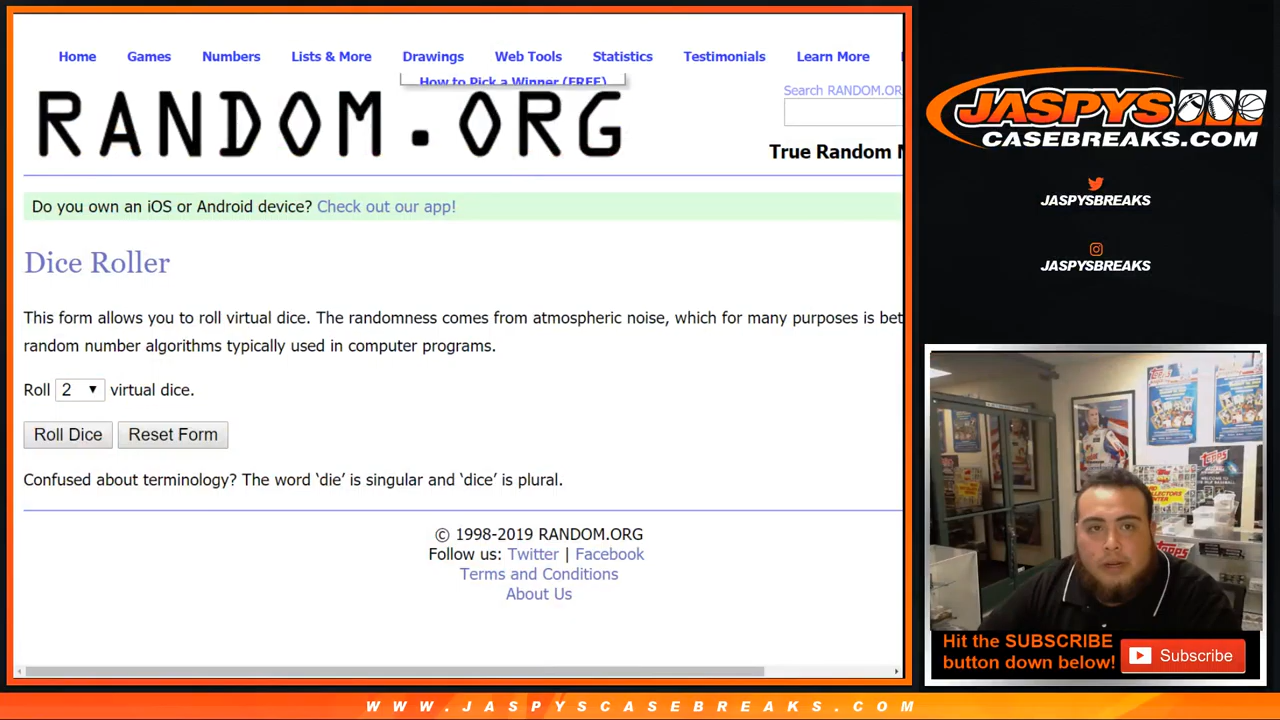 Home Games Numbers Lists & More Drawings Web Tools Statistics Testimonials Learn More
How to Pick a Winner (FREE)
RANDOM.ORG
Search RANDOM.OR
True Random
Do you own an iOS or Android device? Check out our app!
Dice Roller
This form allows you to roll virtual dice. The randomness comes from atmospheric noise, which for many purposes is bet
random number algorithms typically used in computer programs.
Roll 2 virtual dice.
Roll Dice Reset Form
Confused about terminology? The word ‘die’ is singular and ‘dice’ is plural.
© 1998-2019 RANDOM.ORG
Follow us: Twitter | Facebook
Terms and Conditions
About Us
JASPYS
CASEBREAKS.COM
JASPYSBREAKS
JASPYSBREAKS
Topps
Topps
Topps
Hit the SUBSCRIBE
button down below!
Subscribe
WWW.JASPYSCASEBREAKS.COM